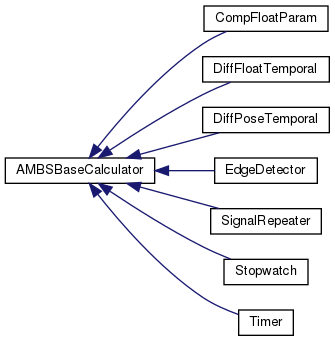 CompFloatParam
DiffFloatTemporal
DiffPoseTemporal
AMBSBaseCalculator
EdgeDetector
SignalRepeater
Stopwatch
Timer